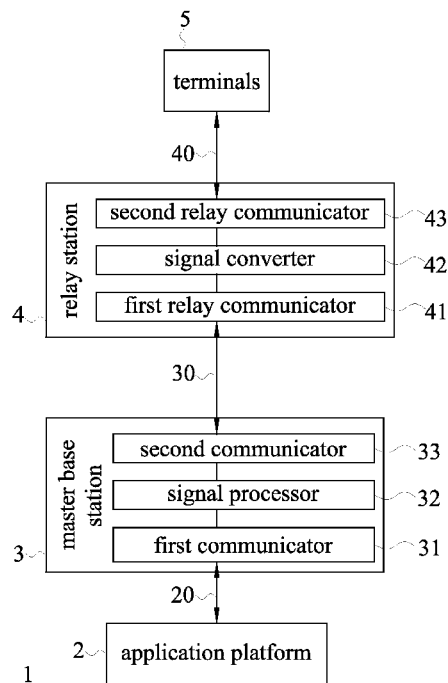 5
terminals
40
relay station
second relay communicator
43
signal converter
42
first relay communicator
41
4
30
master base
station
second communicator
33
signal processor
32
first communicator
31
3
20
2
application platform
1